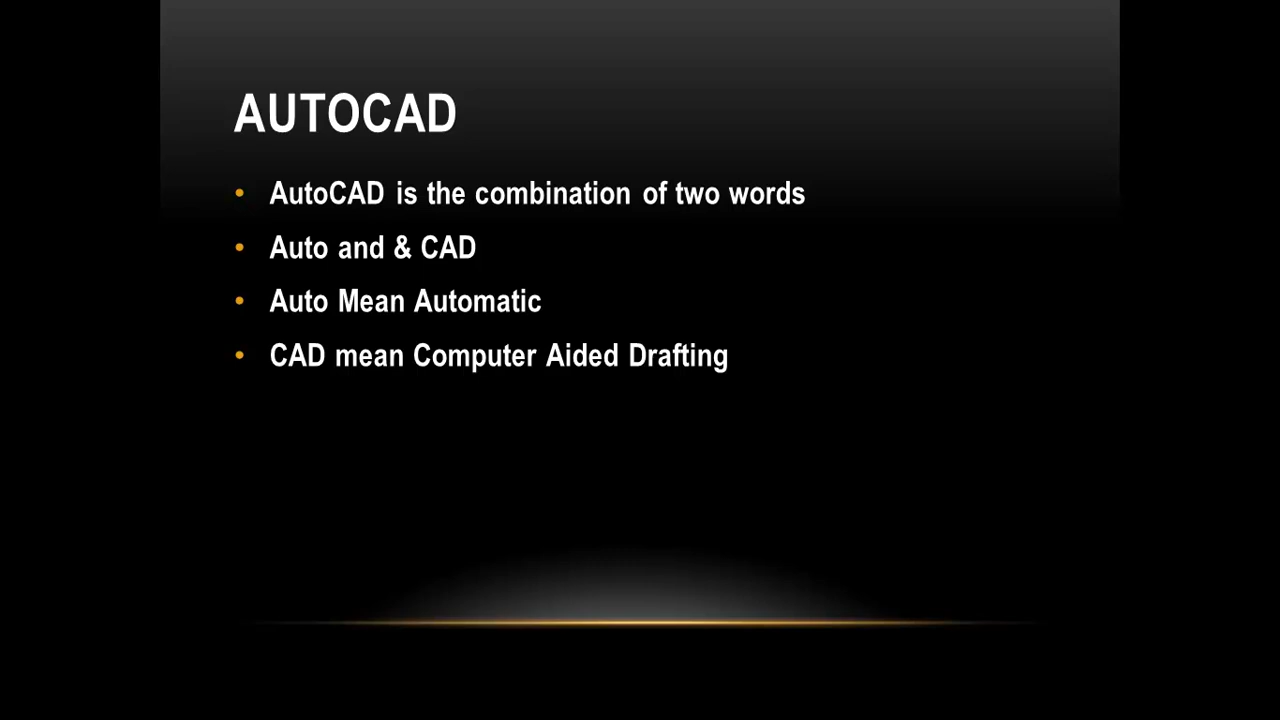 AUTOCAD
• AutoCAD is the combination of two words
• Auto and & CAD
• Auto Mean Automatic
• CAD mean Computer Aided Drafting